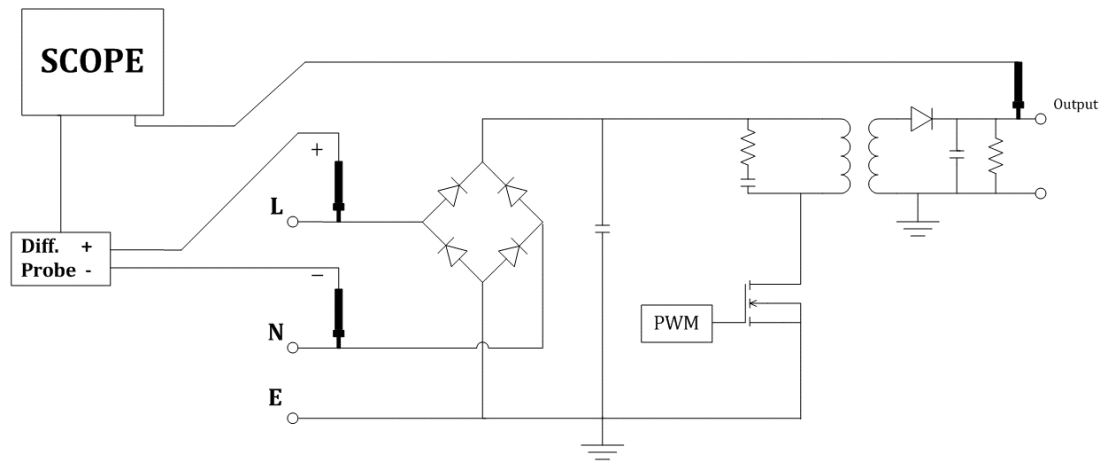 SCOPE
Output
+
L
Diff. +
Probe -
−
N
PWM
E